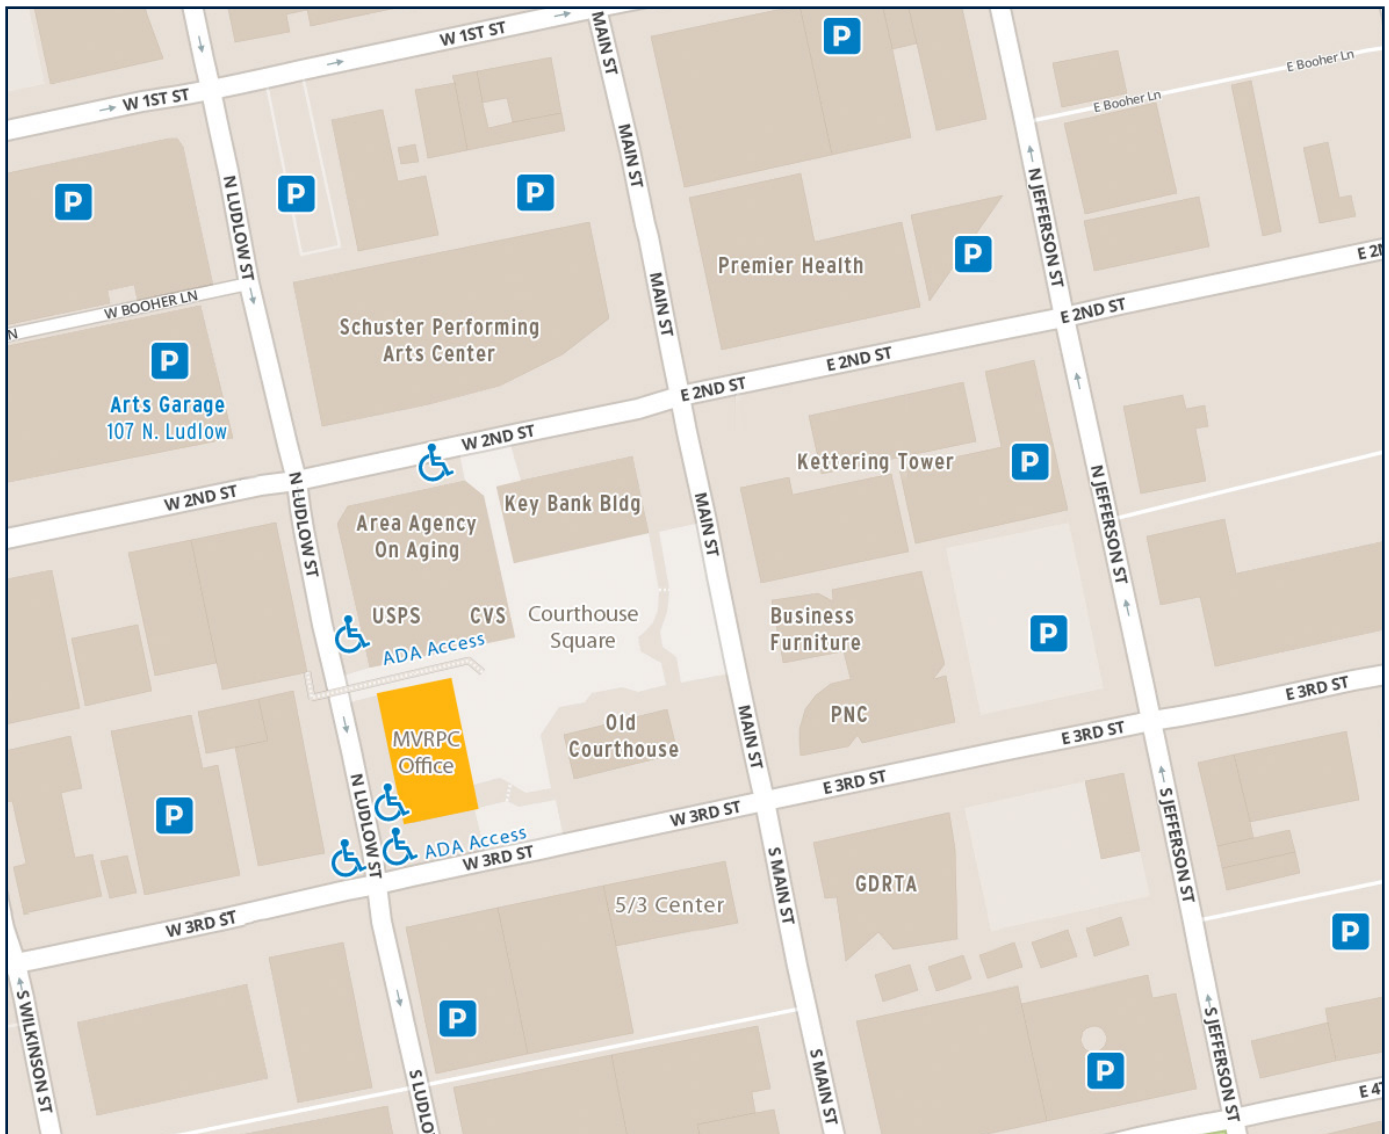 W 1ST ST
MAIN ST
P
E Booher Ln
W 1ST ST
E Booher Ln
MAIN ST
P
P
P
N LUDLOW ST
N JEFFERSON ST
Premier Health
P
E 2N
W BOOHER LN
N
MAIN ST
E 2ND ST
Schuster Performing
Arts Center
P
E 2ND ST
Arts Garage
107 N. Ludlow
E 2ND ST
W 2ND ST
Kettering Tower
P
W 2ND ST
N LUDLOW ST
Key Bank Bldg
Area Agency
On Aging
MAIN ST
N JEFFERSON ST
USPS
CVS
Courthouse
Square
Business
Furniture
P
ADA Access
E 3RD ST
PNC
Old
Courthouse
MAIN ST
E 3RD ST
MVRPC
Office
E 3RD ST
P
N LUDLOW ST
W 3RD ST
S JEFFERSON ST
ADA Access
W 3RD ST
S MAIN ST
GDRTA
5/3 Center
W 3RD ST
P
S WILKINSON ST
P
S JEFFERSON ST
P
S LUDLO
S MAIN ST
E 4T